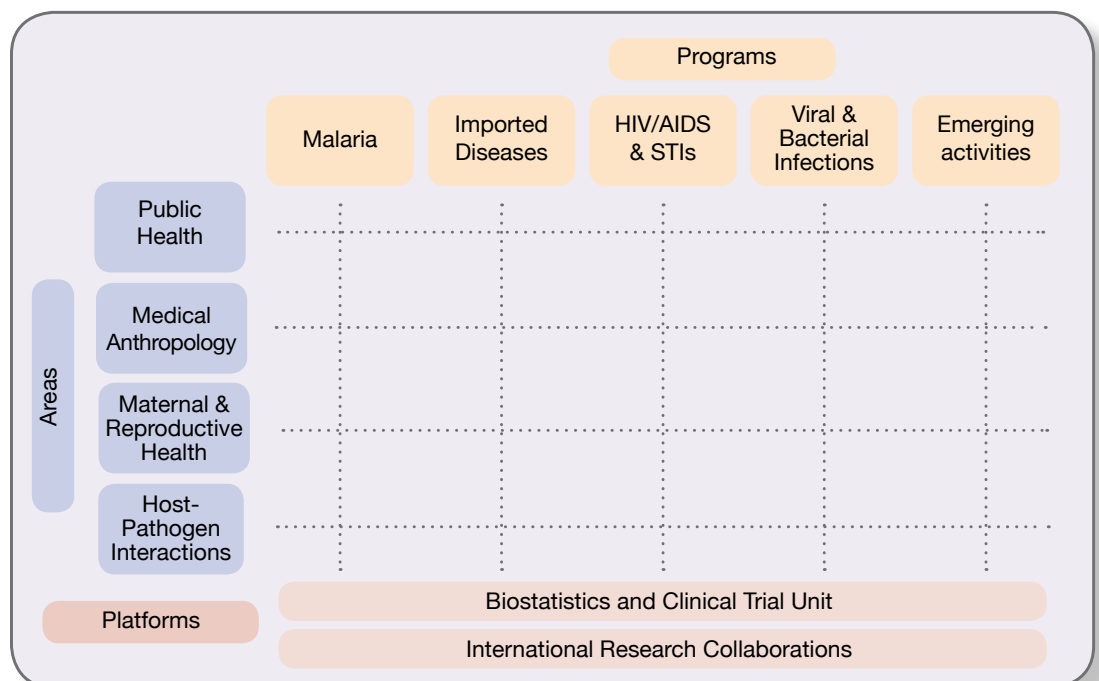 Programs
Malaria
Imported
Diseases
HIV/AIDS
& STIs
Viral &
Bacterial
Infections
Emerging
activities
Areas
Public
Health
Medical
Anthropology
Maternal &
Reproductive
Health
Host-
Pathogen
Interactions
Platforms
Biostatistics and Clinical Trial Unit
International Research Collaborations